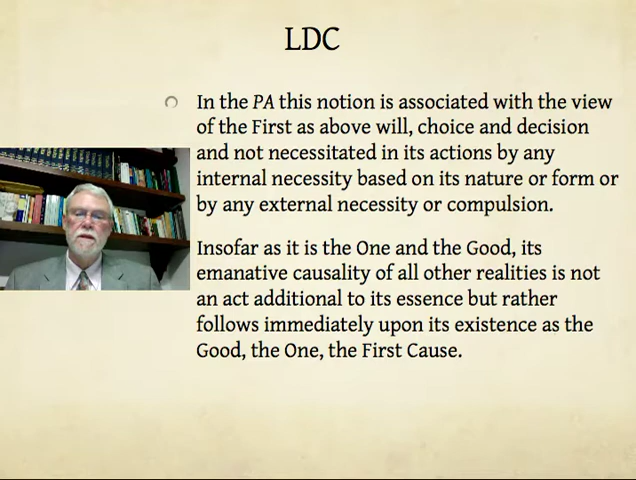 LDC
In the PA this notion is associated with the view
of the First as above will, choice and decision
and not necessitated in its actions by any
internal necessity based on its nature or form or
by any external necessity or compulsion.
Insofar as it is the One and the Good, its
emanative causality of all other realities is not
an act additional to its essence but rather
follows immediately upon its existence as the
Good, the One, the First Cause.